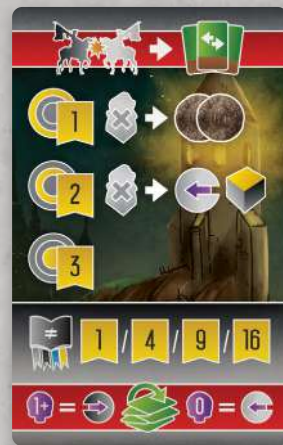 1
2
3
≠ 1 / 4 / 9 / 16
1+ = 0 =